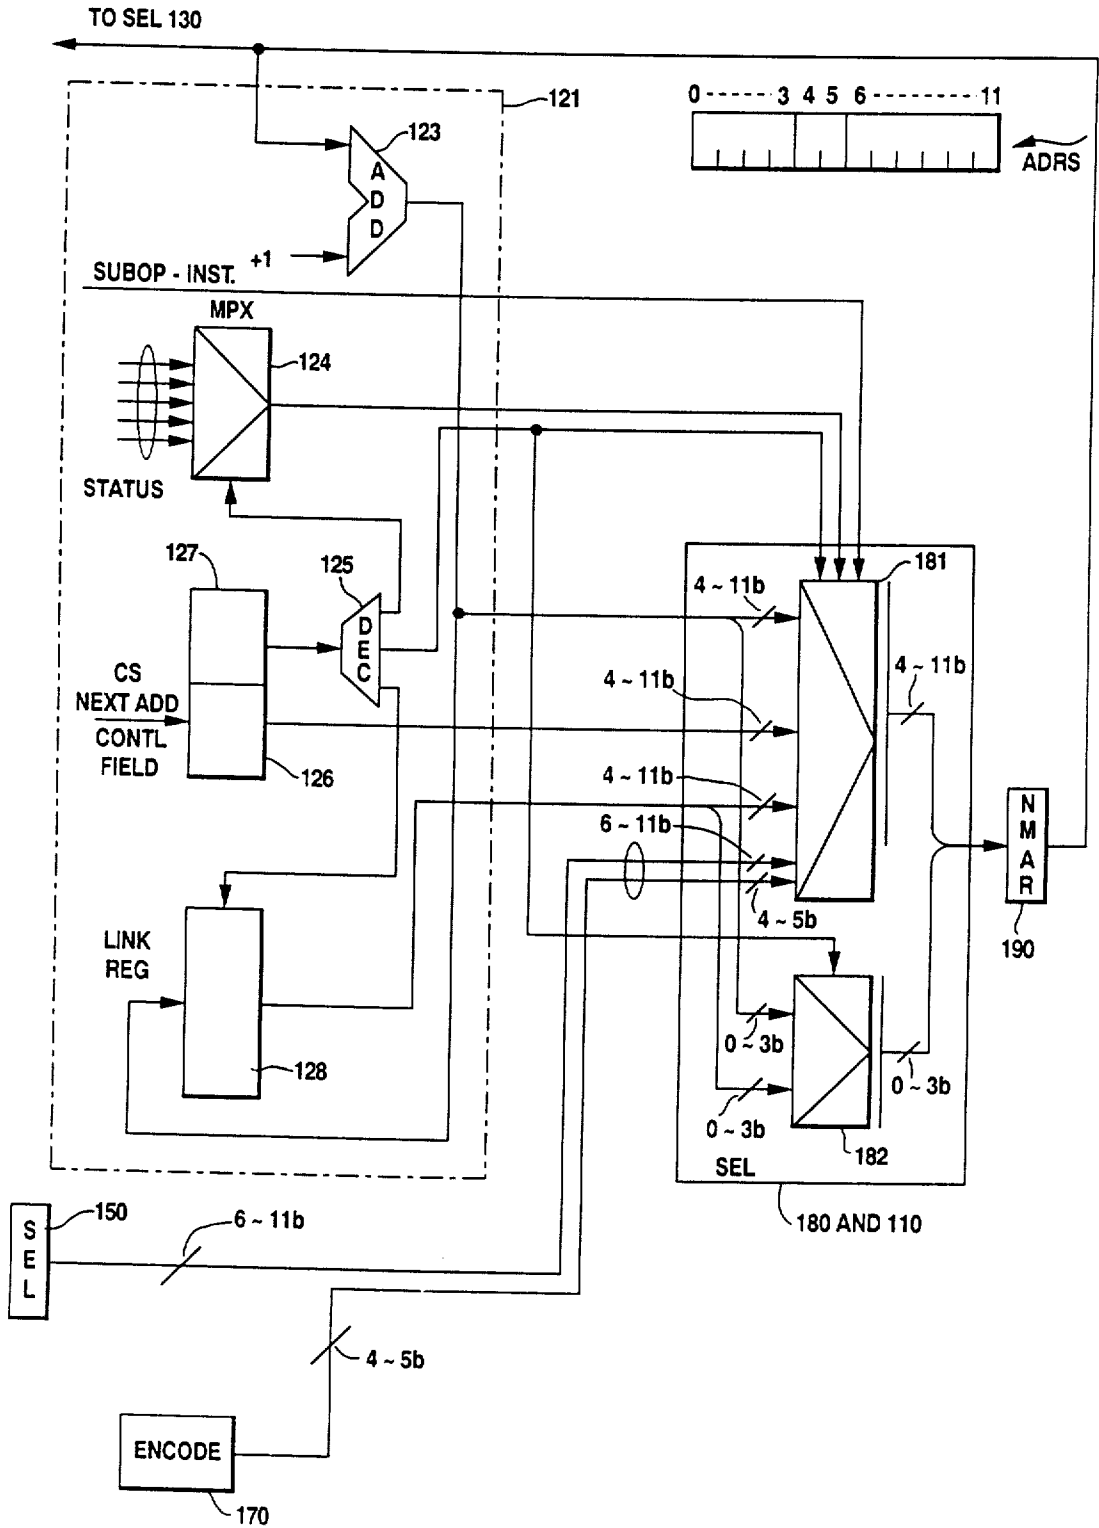 TO SEL 130
0 ------ 3 4 5 6 ---------- 11
ADRS
121
123
A
D
D
+1
SUBOP - INST.
MPX
124
STATUS
127
125
D
E
C
CS
NEXT ADD
CONTL
FIELD
126
LINK
REG
128
181
4 ~ 11b
4 ~ 11b
4 ~ 11b
4 ~ 11b
6 ~ 11b
4 ~ 5b
N
M
A
R
190
0 ~ 3b
0 ~ 3b
0 ~ 3b
182
SEL
180 AND 110
150
S
E
L
6 ~ 11b
4 ~ 5b
ENCODE
170